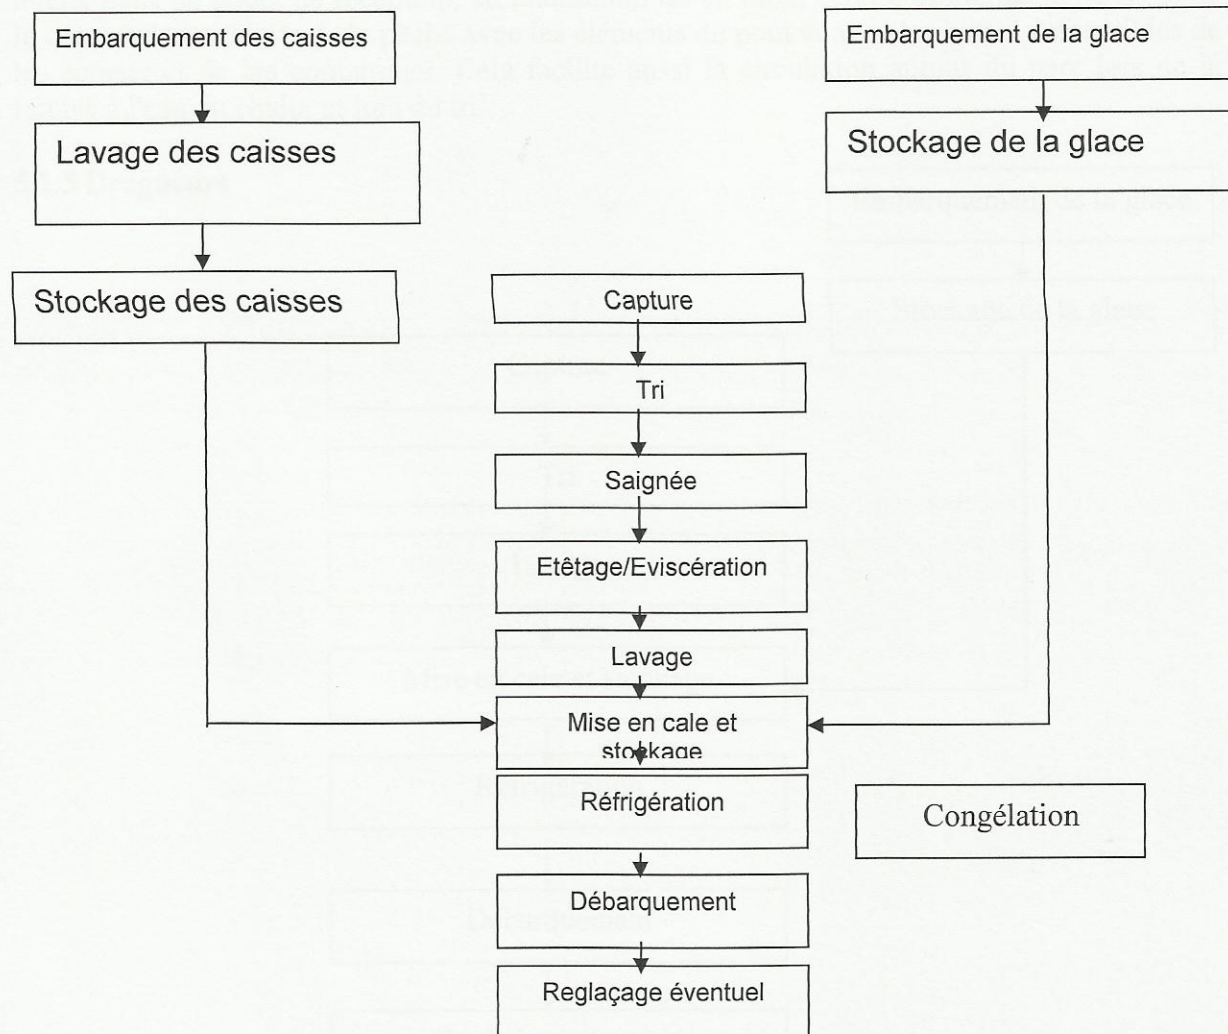 Embarquement des caisses
Embarquement de la glace
Lavage des caisses
Stockage de la glace
Stockage des caisses
Capture
Tri
Saignée
Etêtage/Eviscération
Lavage
Mise en cale et
stockage
Réfrigération
Congélation
Débarquement
Reglaçage éventuel